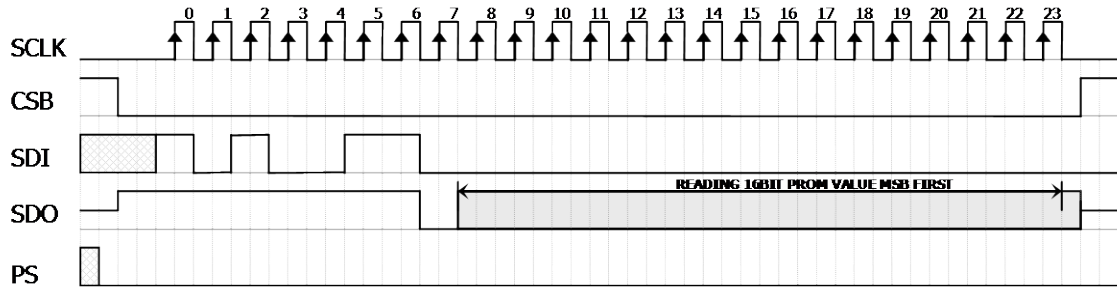 0 1 2 3 4 5 6 7 8 9 10 11 12 13 14 15 16 17 18 19 20 21 22 23
SCLK
CSB
SDI
READING 16BIT PROM VALUE MSB FIRST
SDO
PS